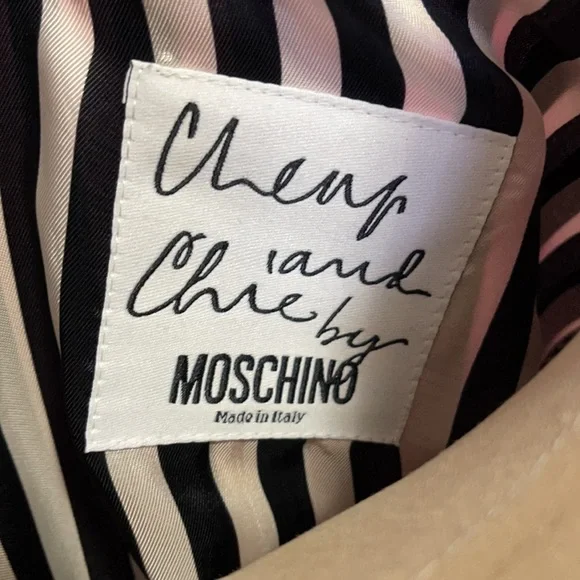 Cheap
and
Chic by
MOSCHINO
Made in Italy